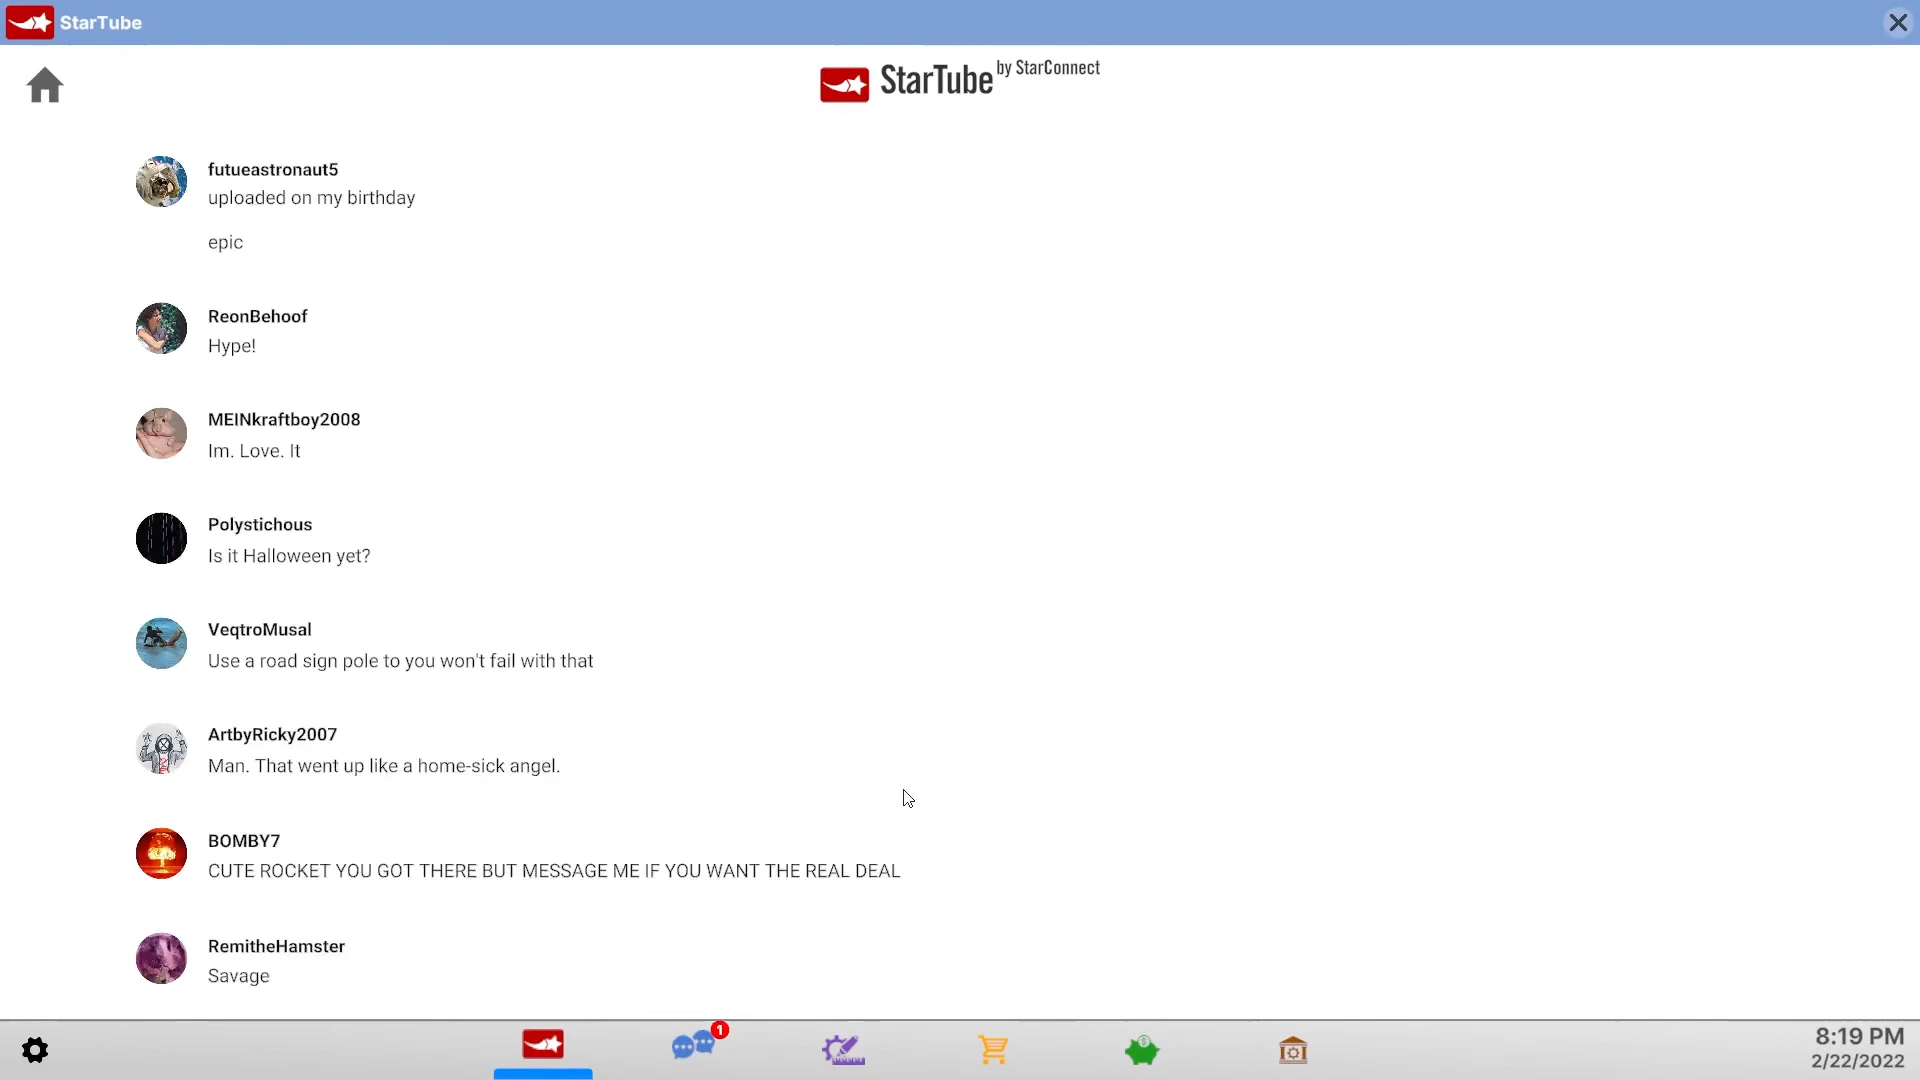 StarTube
StarTube by StarConnect
futueastronaut5
uploaded on my birthday
epic
ReonBehoof
Hype!
MEINkraftboy2008
Im. Love. It
Polystichous
Is it Halloween yet?
VeqtroMusal
Use a road sign pole to you won't fail with that
ArtbyRicky2007
Man. That went up like a home-sick angel.
BOMBY7
CUTE ROCKET YOU GOT THERE BUT MESSAGE ME IF YOU WANT THE REAL DEAL
RemitheHamster
Savage
1
8:19 PM
2/22/2022